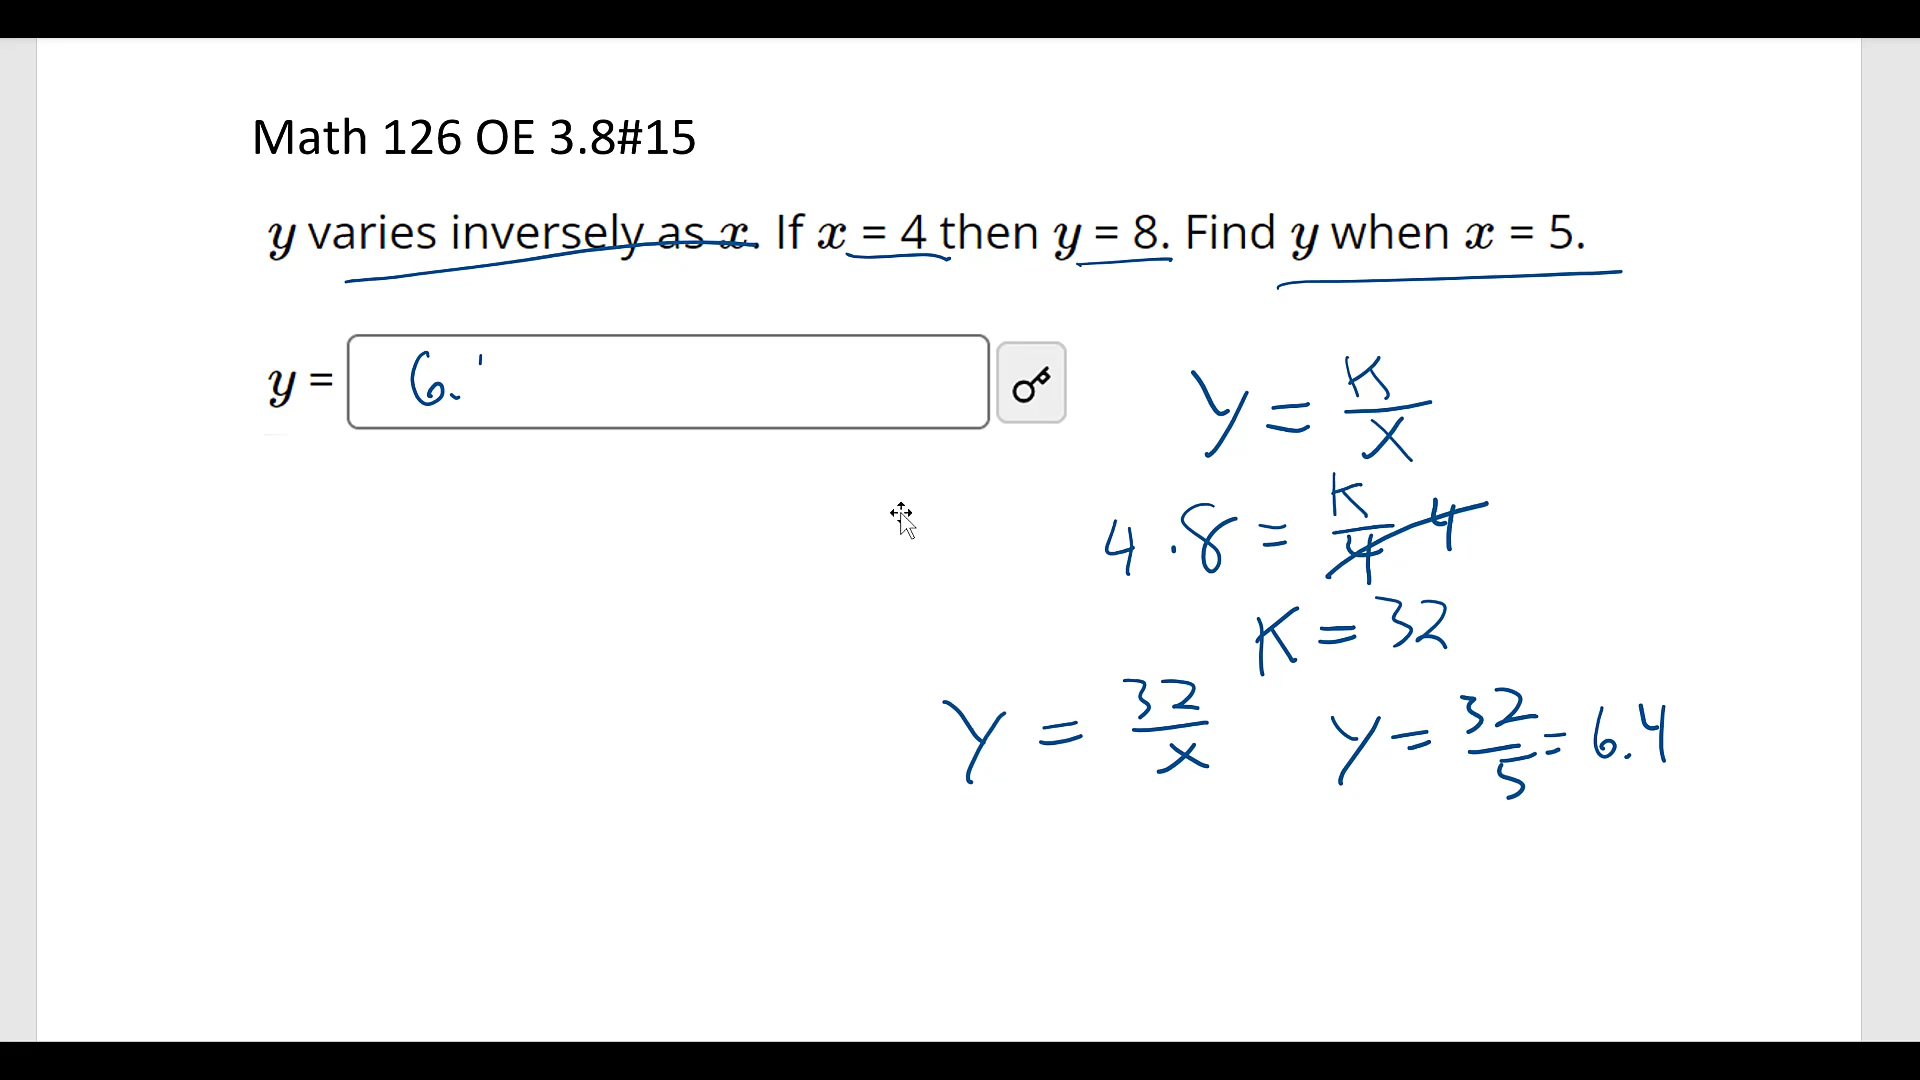 Math 126 OE 3.8#15
y varies inversely as x. If x = 4 then y = 8. Find y when x = 5.
y = 6.'
y = K/x
4 · 8 = K/4 4
K = 32
y = 32/x y = 32/5 = 6.4